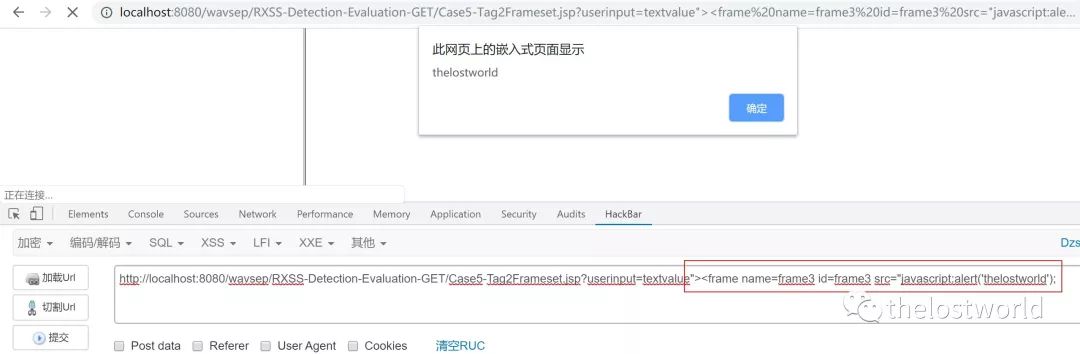 localhost:8080/wavsep/RXSS-Detection-Evaluation-GET/Case5-Tag2Frameset.jsp?userinput=textvalue"><frame%20name=frame3%20id=frame3%20src="javascript:ale...
此网页上的嵌入式页面显示
thelostworld
确定
正在连接...
Elements Console Sources Network Performance Memory Application Security Audits HackBar
加密 编码/解码 SQL XSS LFI XXE 其他 Dzs
加载Url
http://localhost:8080/wavsep/RXSS-Detection-Evaluation-GET/Case5-Tag2Frameset.jsp?userinput=textvalue"><frame name=frame3 id=frame3 src="javascript:alert('thelostworld');
切割Url
thelostworld
提交
Post data Referer User Agent Cookies 清空RUC